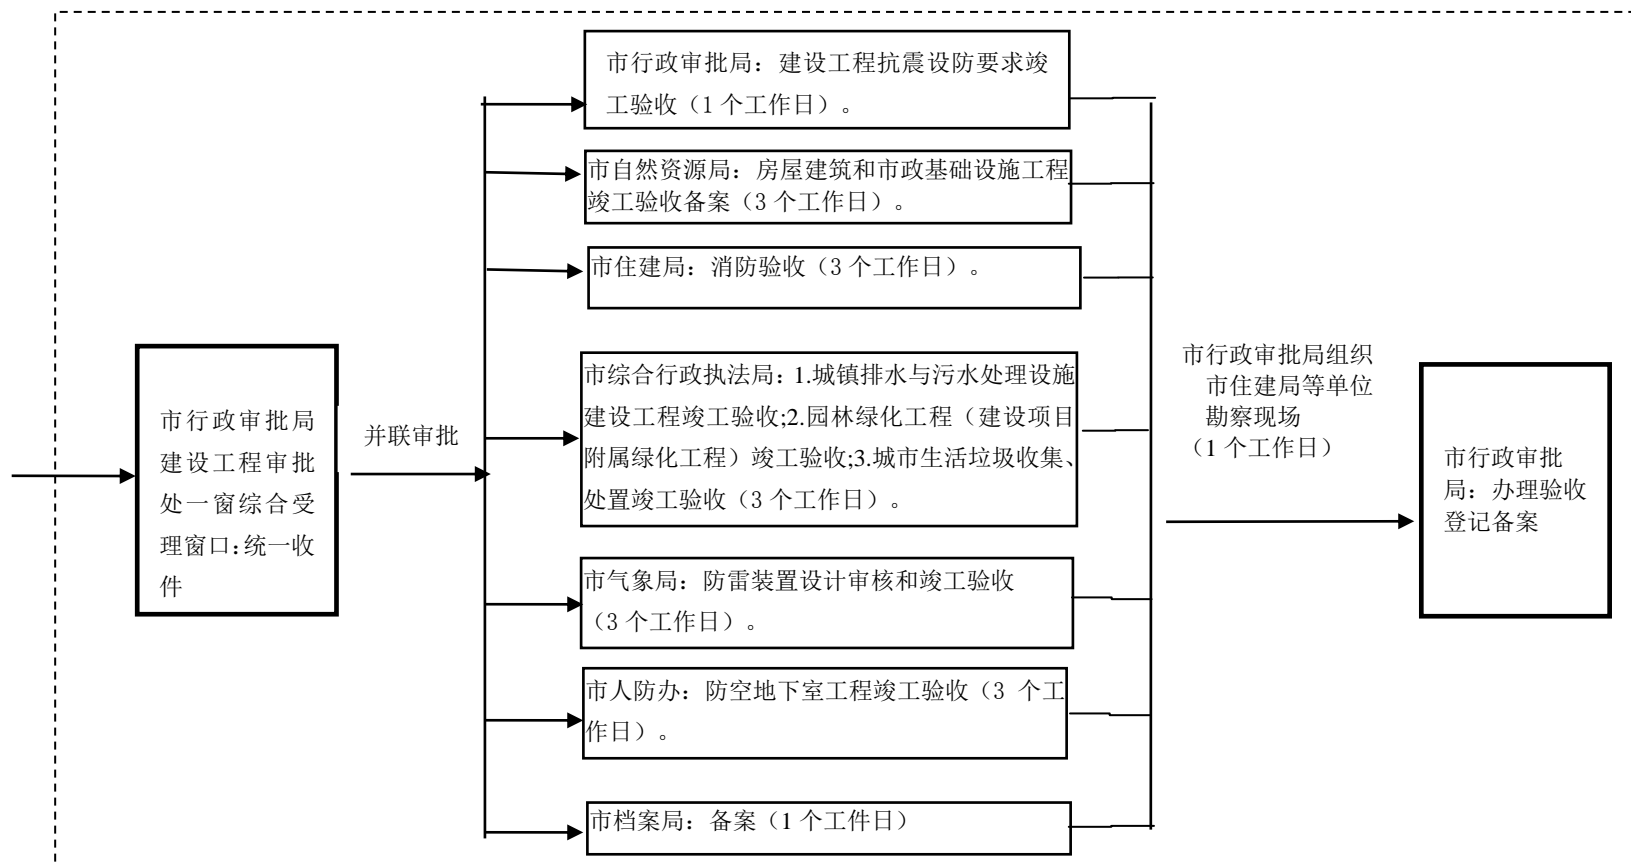 市行政审批局
建设工程审批
处一窗综合受
理窗口:统一收
件
并联审批
市行政审批局：建设工程抗震设防要求竣
工验收（1 个工作日）。
市自然资源局：房屋建筑和市政基础设施工程
竣工验收备案（3 个工作日）。
市住建局：消防验收（3 个工作日）。
市综合行政执法局：1.城镇排水与污水处理设施
建设工程竣工验收;2.园林绿化工程（建设项目
附属绿化工程）竣工验收;3.城市生活垃圾收集、
处置竣工验收（3 个工作日）。
市气象局：防雷装置设计审核和竣工验收
（3 个工作日）。
市人防办：防空地下室工程竣工验收（3 个工
作日）。
市档案局：备案（1 个工件日）
市行政审批局组织
市住建局等单位
勘察现场
（1 个工作日）
市行政审批
局：办理验收
登记备案